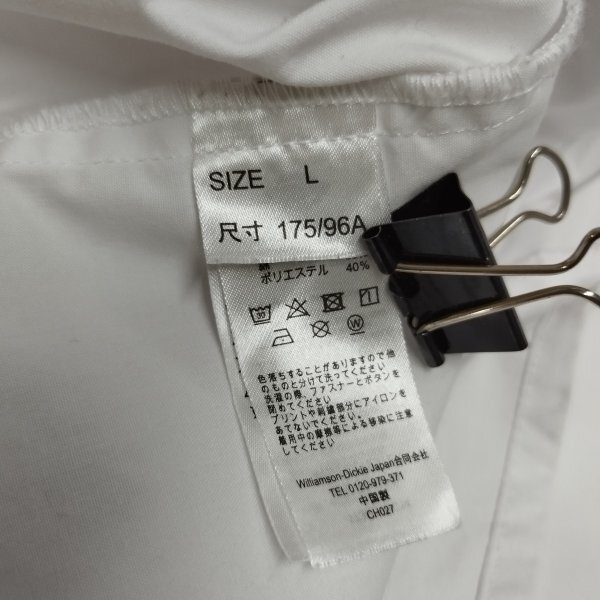 SIZE L
尺寸 175/96A
ポリエステル 40%
色落ちすることがありますので他
のものと分けて洗ってください
洗濯の際、ファスナーとボタンを
閉めてください
プリントや刺繍部分にアイロンを
あてないでください。
着用中の摩擦等による移染に注意
してください
Williamson-Dickie Japan合同会社
TEL 0120-979-371
中国製
CH027